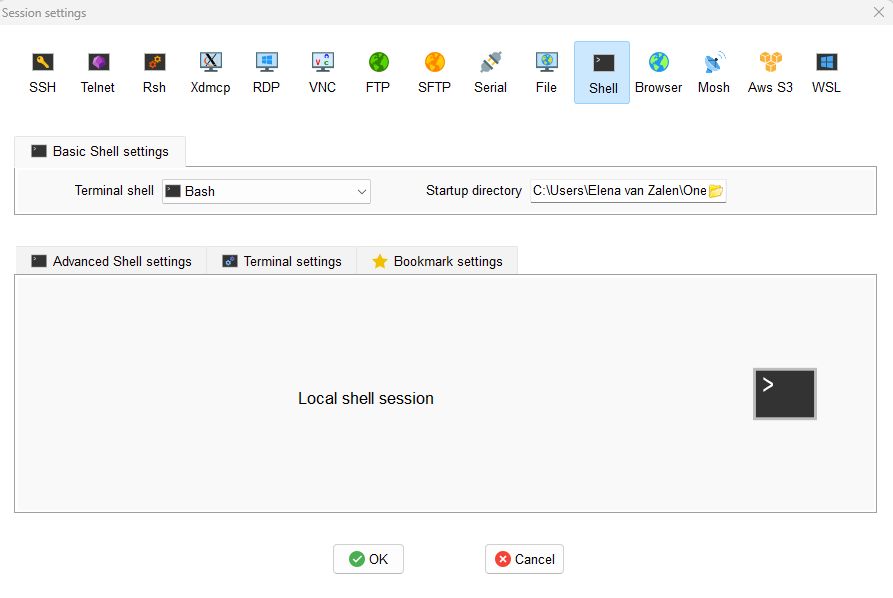 Session settings
SSH Telnet Rsh Xdmcp RDP VNC FTP SFTP Serial File Shell Browser Mosh Aws S3 WSL
Basic Shell settings
Terminal shell Bash Startup directory C:\Users\Elena van Zalen\One
Advanced Shell settings Terminal settings Bookmark settings
Local shell session
OK Cancel